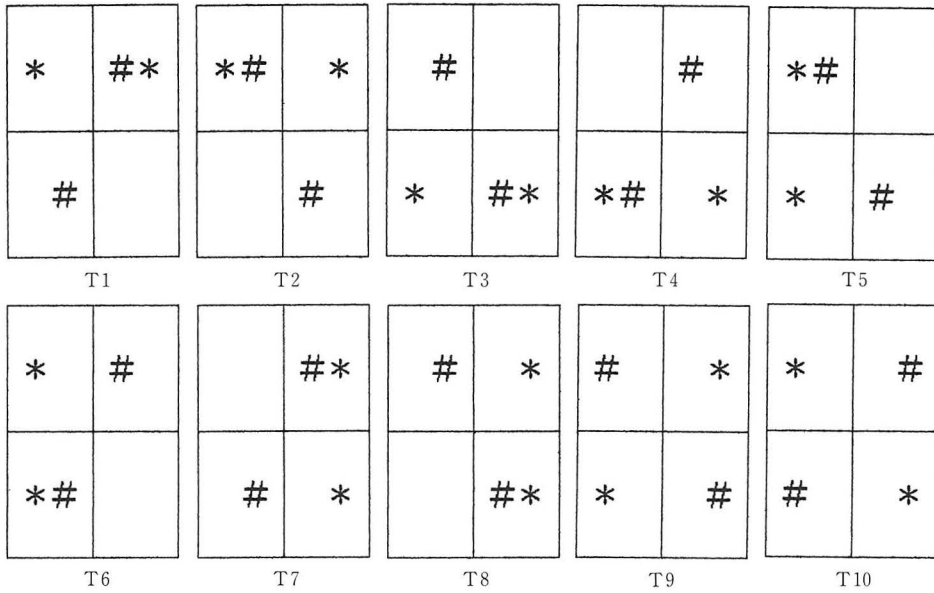 * #* *# * # # *#
# # * #* *# * * #
T1 T2 T3 T4 T5
* # #* # * # * * #
*# # * #* * # # *
T6 T7 T8 T9 T10